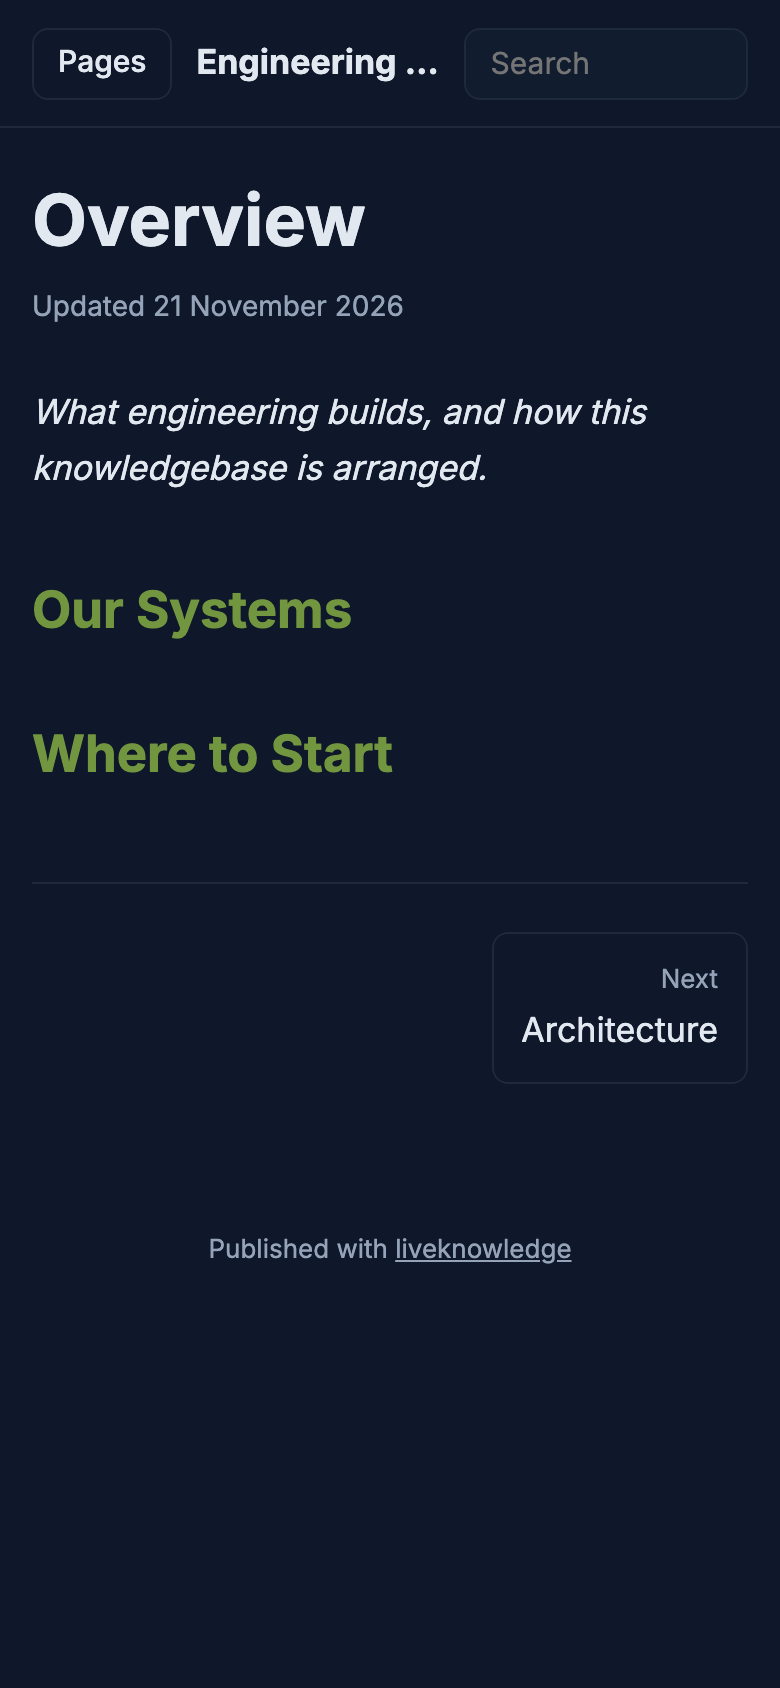 Pages
Engineering ...
Search
Overview
Updated 21 November 2026
What engineering builds, and how this
knowledgebase is arranged.
Our Systems
Where to Start
Next
Architecture
Published with liveknowledge